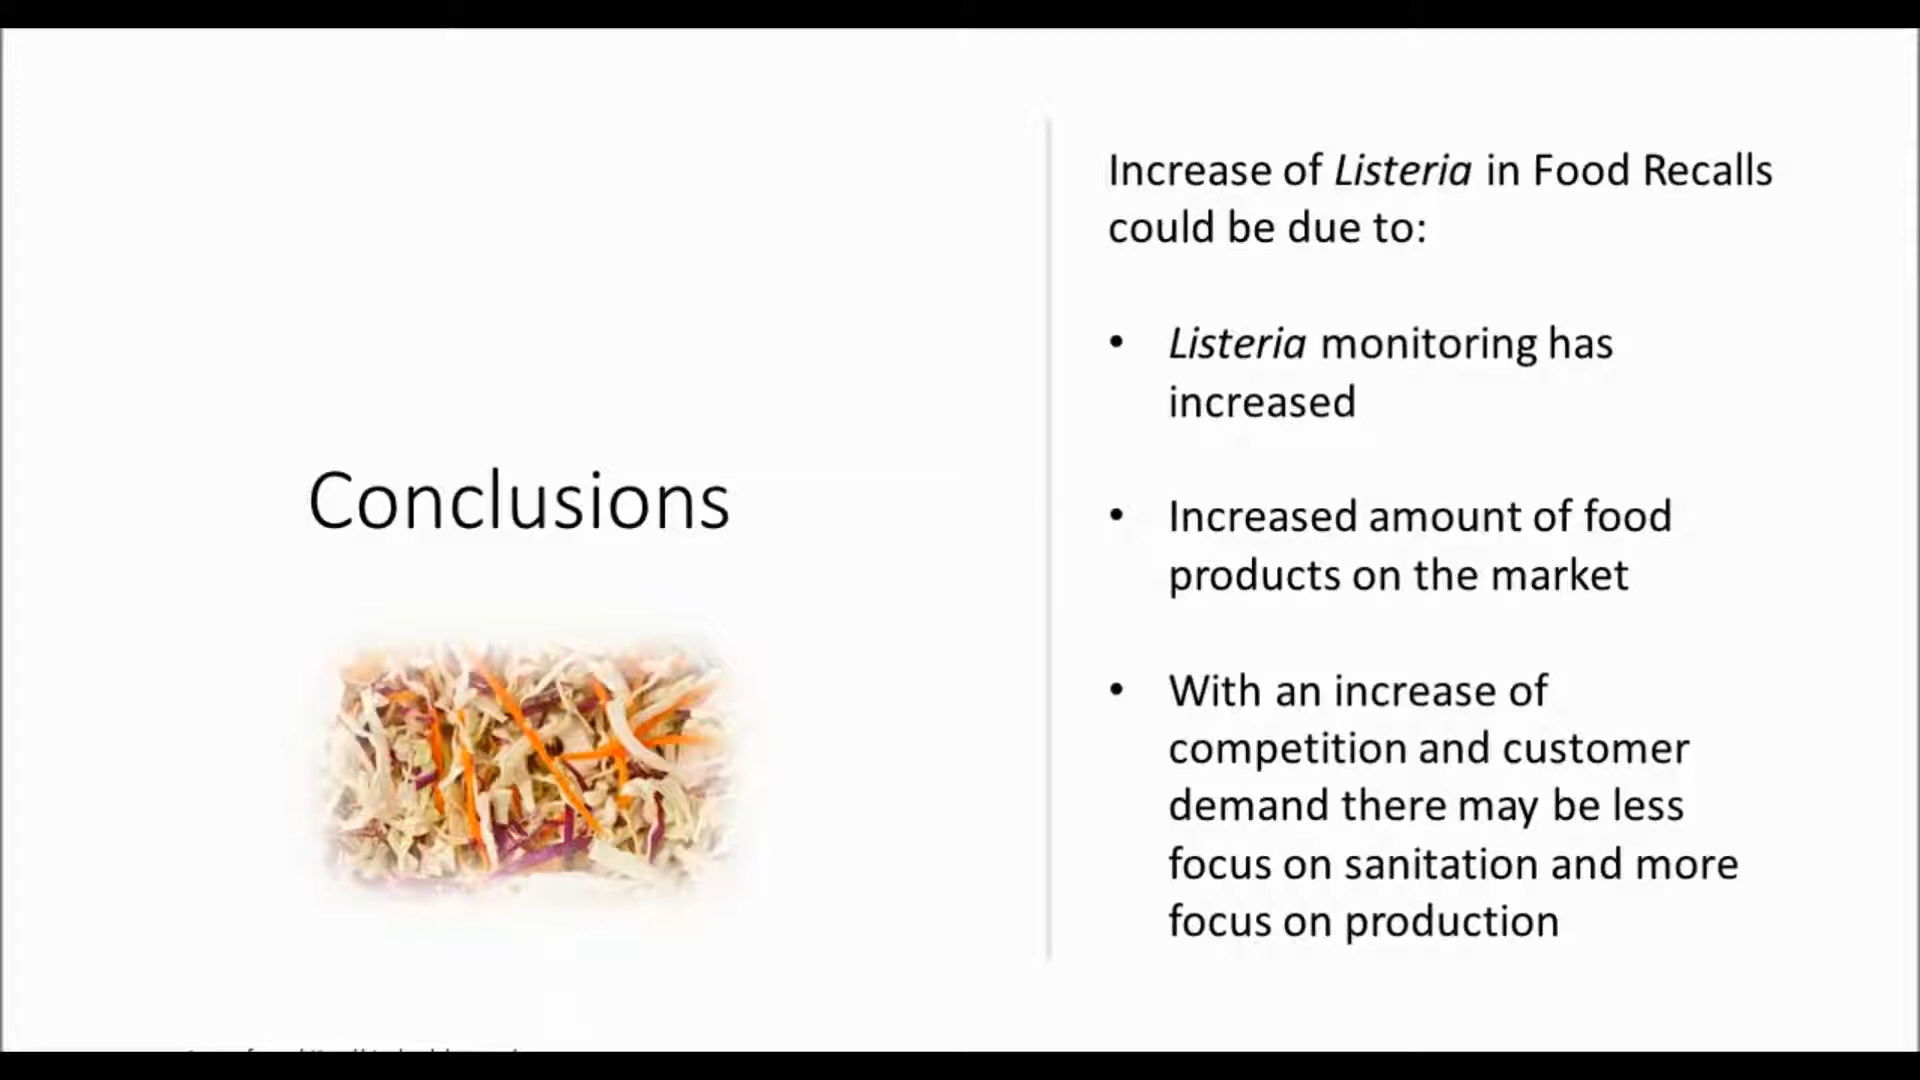 Conclusions
Increase of Listeria in Food Recalls
could be due to:
• Listeria monitoring has
increased
• Increased amount of food
products on the market
• With an increase of
competition and customer
demand there may be less
focus on sanitation and more
focus on production